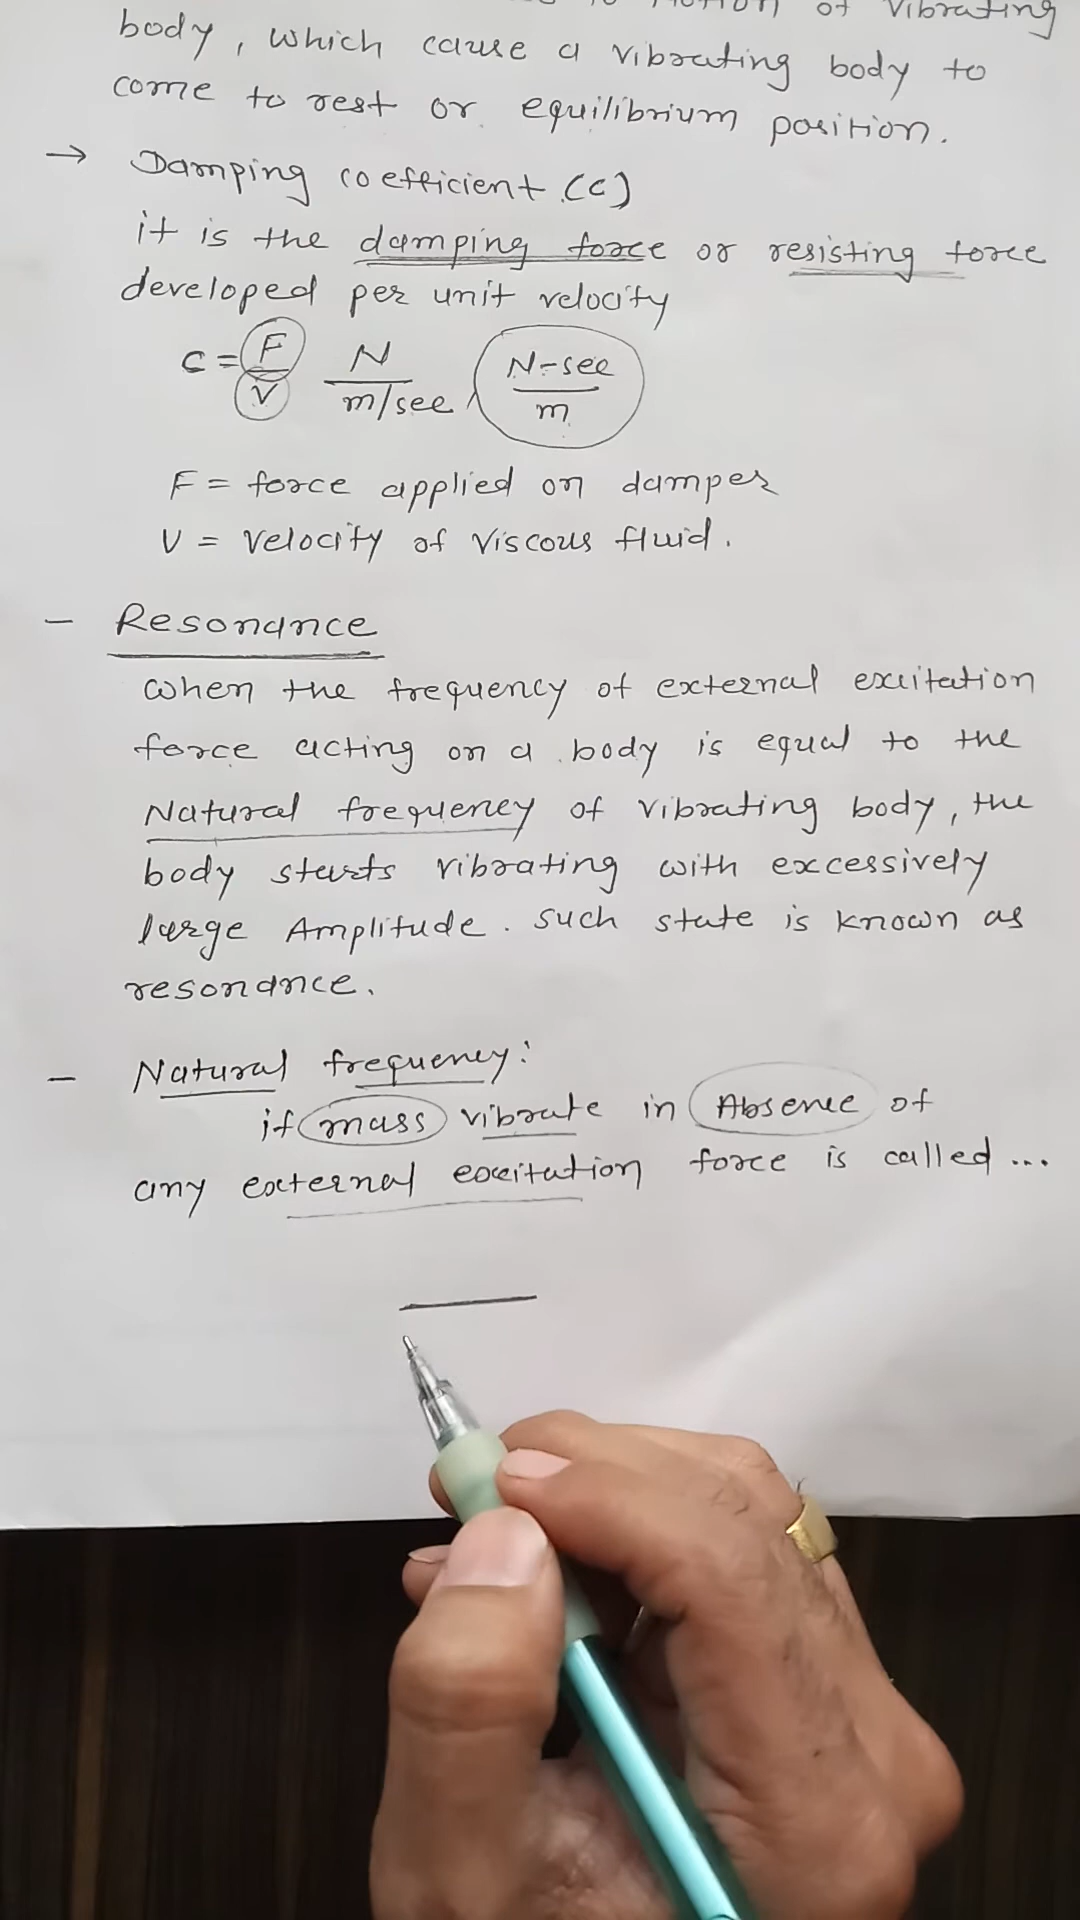 of vibrating
body, which cause a vibrating body to
come to rest or equilibrium position.
→ Damping coefficient (c)
it is the damping force or resisting force
developed per unit velocity
c = F/V N/m/sec, N-sec/m
F = force applied on damper
V = velocity of viscous fluid.
- Resonance
when the frequency of external excitation
force acting on a body is equal to the
Natural frequency of vibrating body, the
body starts vibrating with excessively
large Amplitude. such state is known as
resonance.
- Natural frequency:
if mass vibrate in Absence of
any external excitation force is called ...